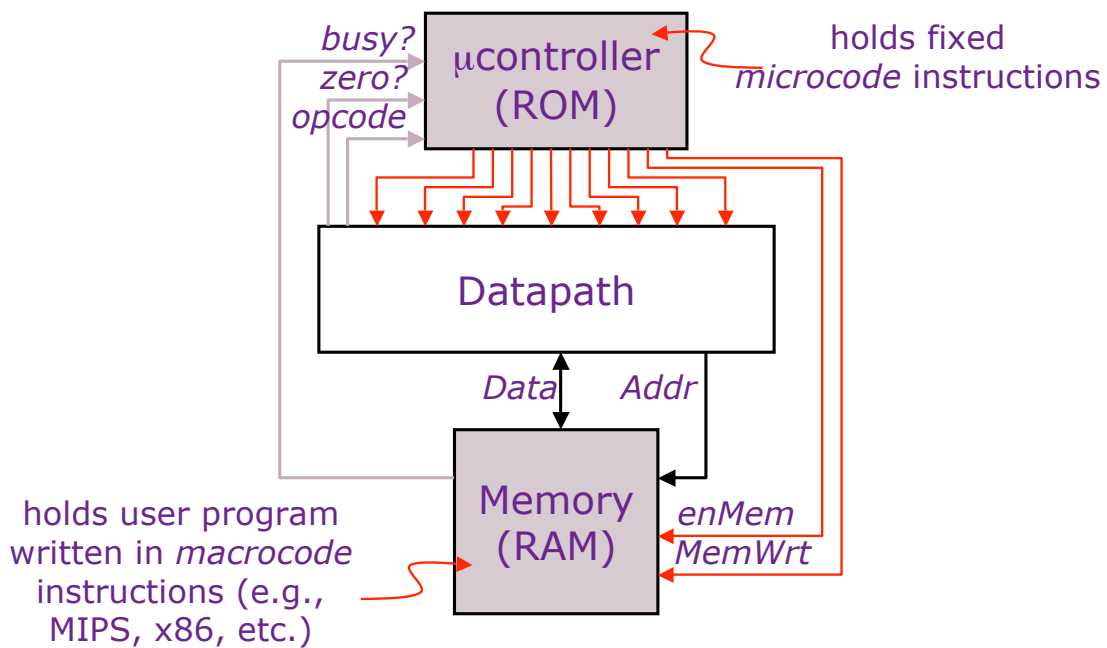 busy?
zero?
opcode
μcontroller
(ROM)
holds fixed
microcode instructions
Datapath
Data
Addr
Memory
(RAM)
enMem
MemWrt
holds user program
written in macrocode
instructions (e.g.,
MIPS, x86, etc.)